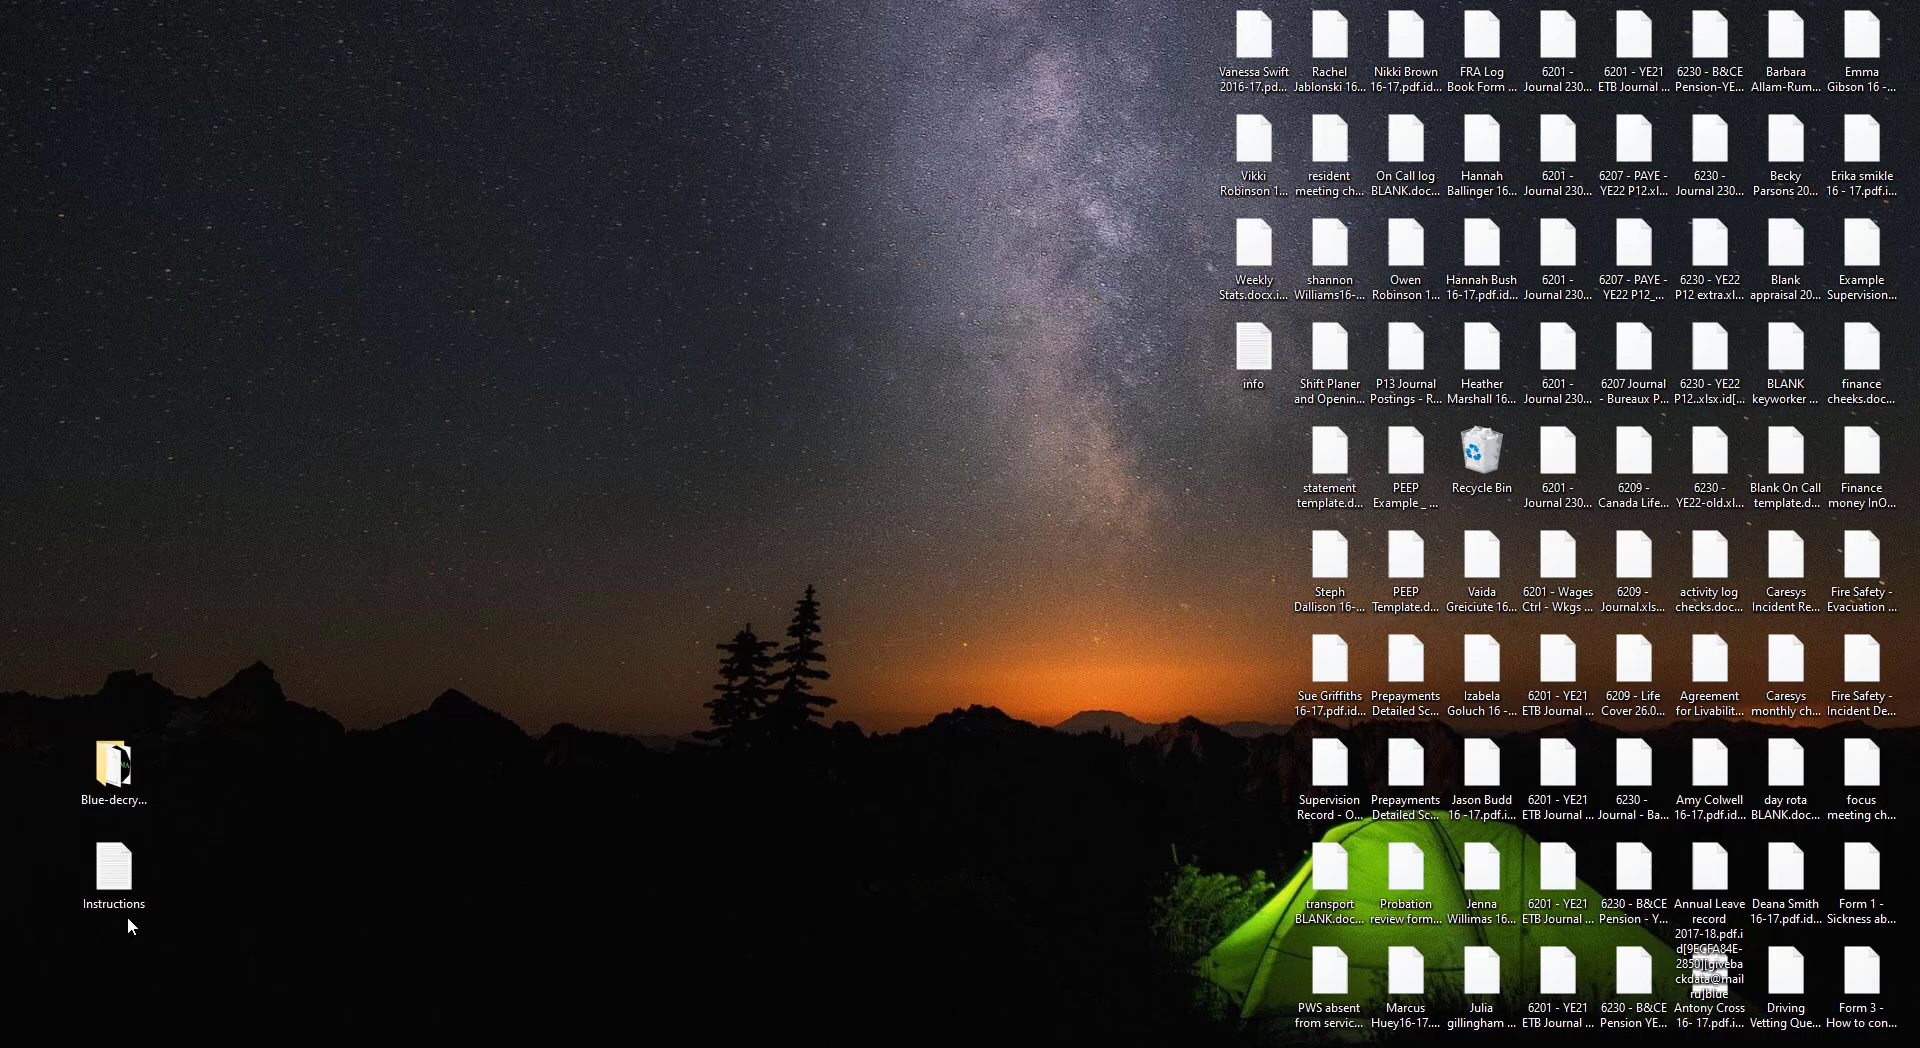 Vanessa Swift
2016-17.pd...
Rachel
Jablonski 16...
Nikki Brown
16-17.pdf.id...
FRA Log
Book Form ...
6201 -
Journal 230...
6201 - YE21
ETB Journal ...
6230 - B&CE
Pension-YE...
Barbara
Allam-Rum...
Emma
Gibson 16 -...
Vikki
Robinson 1...
resident
meeting ch...
On Call log
BLANK.doc...
Hannah
Ballinger 16...
6201 -
Journal 230...
6207 - PAYE -
YE22 P12.xl...
6230 -
Journal 230...
Becky
Parsons 20...
Erika smikle
16 - 17.pdf.i...
Weekly
Stats.docx.i...
shannon
Williams16-...
Owen
Robinson 1...
Hannah Bush
16-17.pdf.id...
6201 -
Journal 230...
6207 - PAYE -
YE22 P12_...
6230 - YE22
P12 extra.xl...
Blank
appraisal 20...
Example
Supervision...
info
Shift Planer
and Openin...
P13 Journal
Postings - R...
Heather
Marshall 16...
6201 -
Journal 230...
6207 Journal
- Bureaux P...
6230 - YE22
P12..xlsx.id[...
BLANK
keyworker ...
finance
cheeks.doc...
statement
template.d...
PEEP
Example _ ...
Recycle Bin
6201 -
Journal 230...
6209 -
Canada Life...
6230 -
YE22-old.xl...
Blank On Call
template.d...
Finance
money InO...
Steph
Dallison 16-...
PEEP
Template.d...
Vaida
Greiciute 16...
6201 - Wages
Ctrl - Wkgs ...
6209 -
Journal.xls...
activity log
checks.doc...
Caresys
Incident Re...
Fire Safety -
Evacuation ...
Sue Griffiths
16-17.pdf.id...
Prepayments
Detailed Sc...
Izabela
Goluch 16 -...
6201 - YE21
ETB Journal ...
6209 - Life
Cover 26.0...
Agreement
for Livabilit...
Caresys
monthly ch...
Fire Safety -
Incident De...
Blue-decry...
Supervision
Record - O...
Prepayments
Detailed Sc...
Jason Budd
16 -17.pdf.i...
6201 - YE21
ETB Journal ...
6230 -
Journal - Ba...
Amy Colwell
16-17.pdf.id...
day rota
BLANK.doc...
focus
meeting ch...
Instructions
transport
BLANK.doc...
Probation
review form...
Jenna
Willimas 16...
6201 - YE21
ETB Journal ...
6230 - B&CE
Pension - Y...
Annual Leave
record
2017-18.pdf.i
d[9ECFA84E-
2850][giveba
ckdata@mail
ru]blue
Deana Smith
16-17.pdf.id...
Form 1 -
Sickness ab...
PWS absent
from servic...
Marcus
Huey16-17....
Julia
gillingham ...
6201 - YE21
ETB Journal ...
6230 - B&CE
Pension YE...
Antony Cross
16- 17.pdf.i...
Driving
Vetting Que...
Form 3 -
How to con...